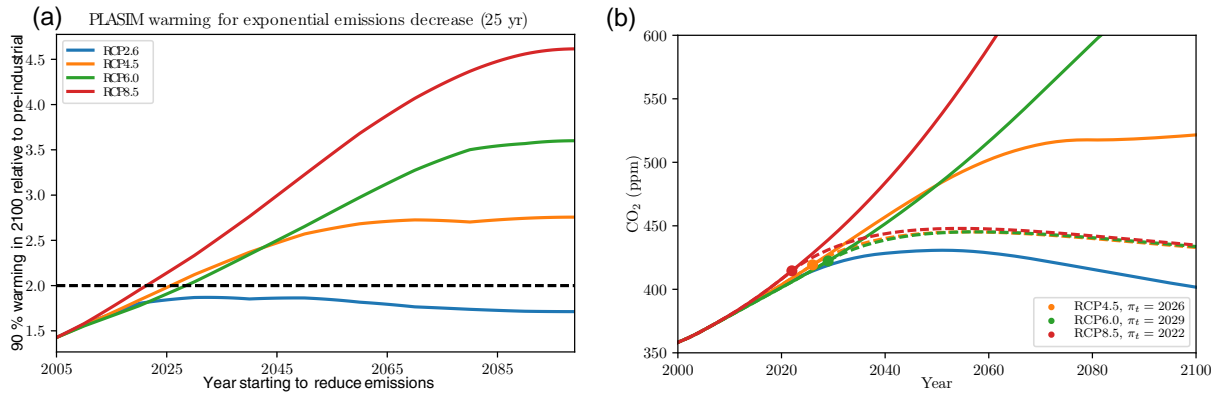 (a)
PLASIM warming for exponential emissions decrease (25 yr)
90 % warming in 2100 relative to pre-industrial
4.5
4.0
3.5
3.0
2.5
2.0
1.5
RCP2.6
RCP4.5
RCP6.0
RCP8.5
2005 2025 2045 2065 2085
Year starting to reduce emissions
(b)
CO₂ (ppm)
600
550
500
450
400
350
RCP4.5, πₜ = 2026
RCP6.0, πₜ = 2029
RCP8.5, πₜ = 2022
2000 2020 2040 2060 2080 2100
Year